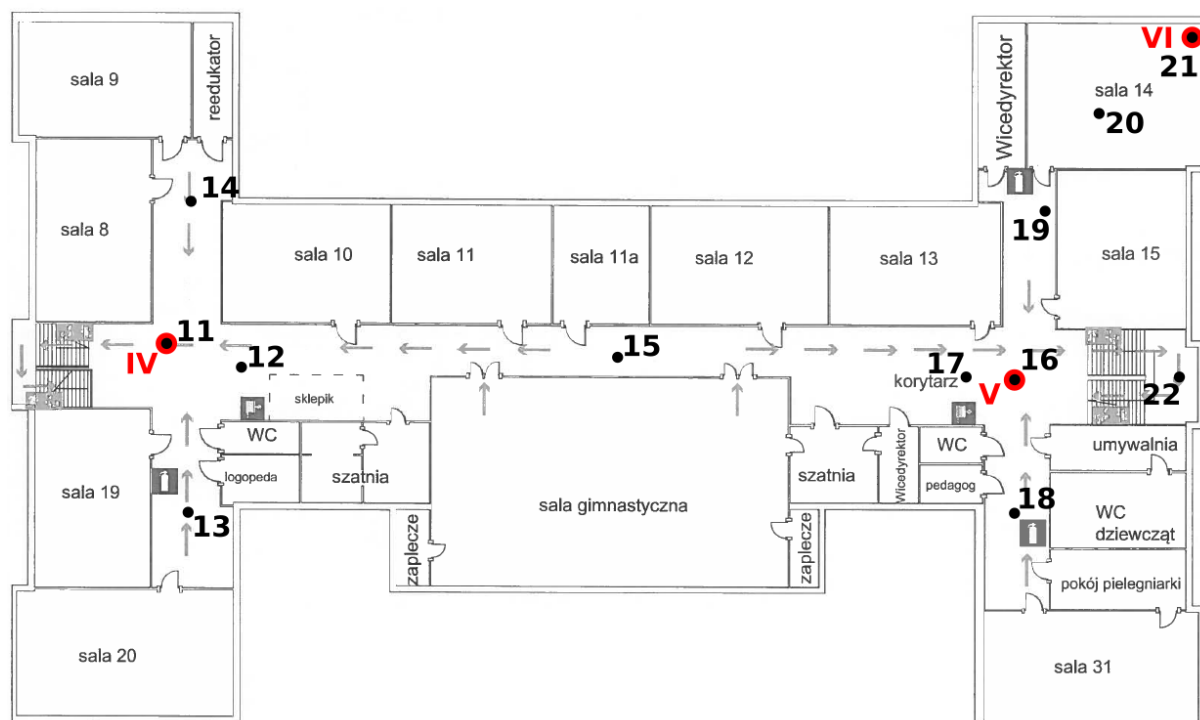 sala 9
reedukator
Wicedyrektor
VI
21
sala 14
20
14
sala 8
sala 10
sala 11
sala 11a
sala 12
sala 13
19
sala 15
11
IV
12
15
17
16
korytarz
V
22
sklepik
WC
logopeda
szatnia
sala 19
13
sala gimnastyczna
zaplecze
zaplecze
szatnia
Wicedyrektor
WC
pedagog
umywalnia
18
WC
dziewcząt
pokój pielegniarki
sala 20
sala 31